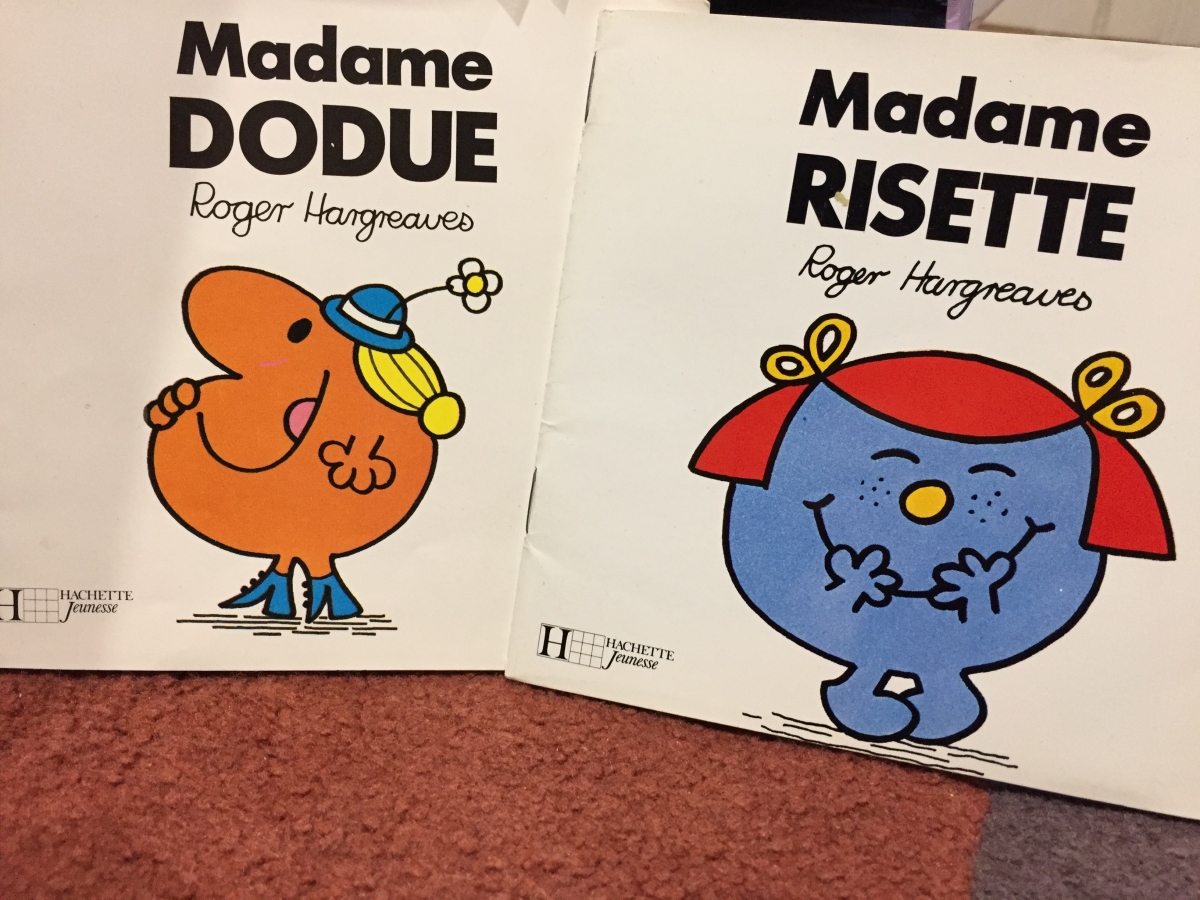 Madame
DODUE
Roger Hargreaves
H HACHETTE
Jeunesse
Madame
RISETTE
Roger Hargreaves
H HACHETTE
Jeunesse